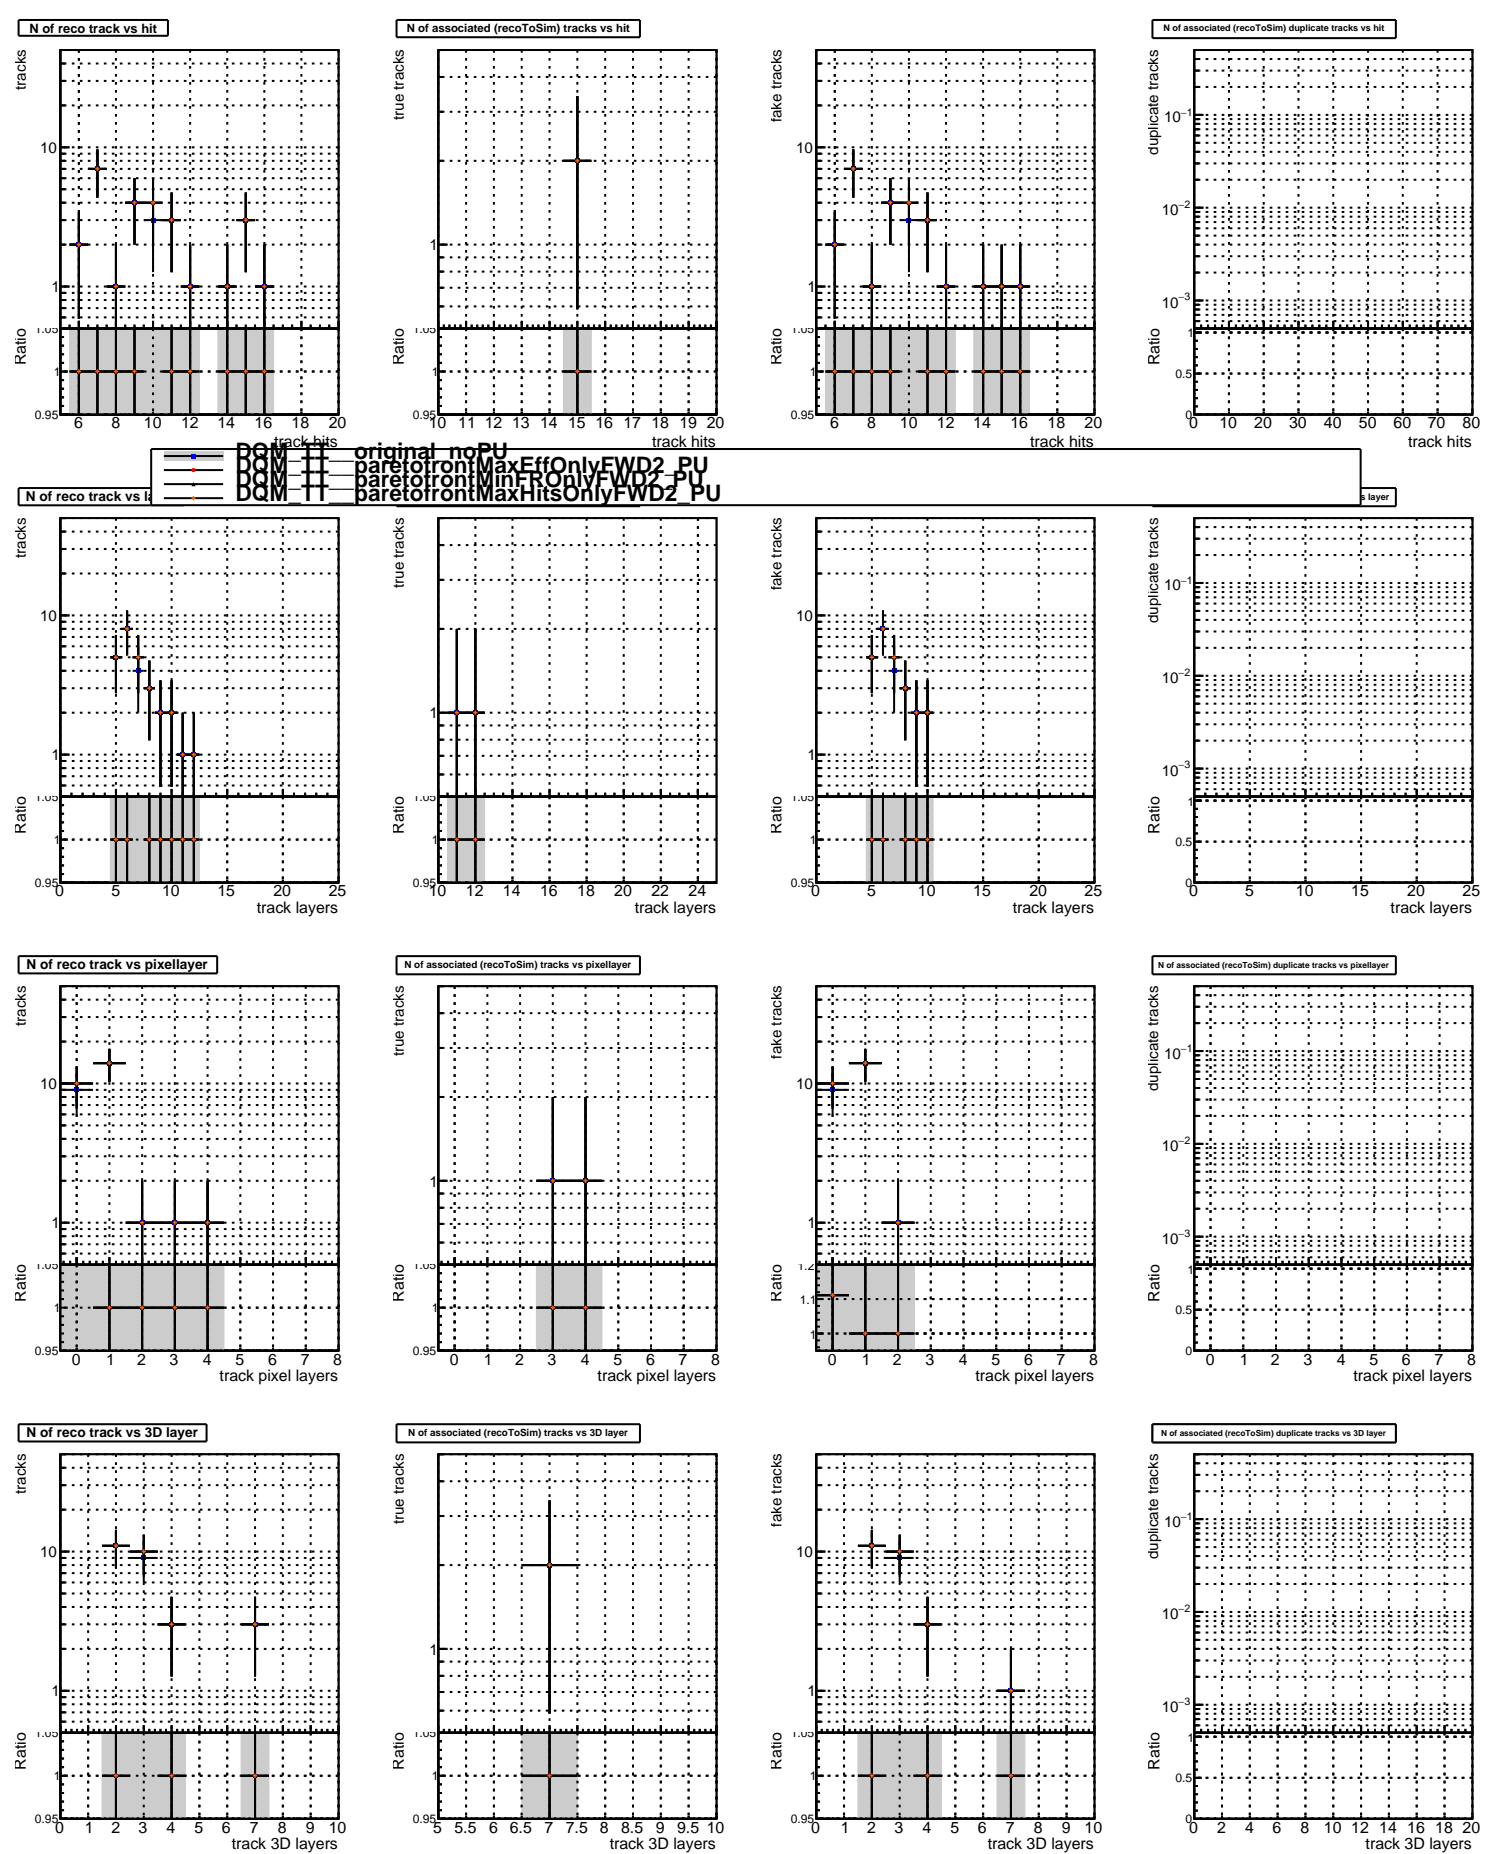 N of reco track vs hit
N of associated (recoToSim) tracks vs hit
N of associated (recoToSim) duplicate tracks vs hit
tracks
10
1
Ratio
1.05
1
0.95
6 8 10 12 14 16 18 20
track hits
true tracks
1
Ratio
1.05
1
0.95
10 11 12 13 14 15 16 17 18 19 20
track hits
fake tracks
10
1
Ratio
1.05
1
0.95
6 8 10 12 14 16 18 20
track hits
duplicate tracks
10−1
10−2
10−3
Ratio
1
0.5
0
10 20 30 40 50 60 70 80
track hits
DQM_TT__original_noPU
DQM_TT__paretofrontMaxEffOnlyFWD2_PU
DQM_TT__paretofrontMinFROnlyFWD2_PU
DQM_TT__paretofrontMaxHitsOnlyFWD2_PU
N of reco track vs
layer
tracks
10
1
Ratio
1.05
1
0.95
0 5 10 15 20 25
track layers
true tracks
1
Ratio
1.05
1
0.95
10 12 14 16 18 20 22 24
track layers
fake tracks
10
1
Ratio
1.05
1
0.95
0 5 10 15 20 25
track layers
duplicate tracks
10−1
10−2
10−3
Ratio
1
0.5
0
0 5 10 15 20 25
track layers
N of reco track vs pixellayer
N of associated (recoToSim) tracks vs pixellayer
N of associated (recoToSim) duplicate tracks vs pixellayer
tracks
10
1
Ratio
1.05
1
0.95
0 1 2 3 4 5 6 7 8
track pixel layers
true tracks
1
Ratio
1.05
1
0.95
0 1 2 3 4 5 6 7 8
track pixel layers
fake tracks
10
1
Ratio
1.2
1.1
1
0 1 2 3 4 5 6 7 8
track pixel layers
duplicate tracks
10−1
10−2
10−3
Ratio
1
0.5
0
0 1 2 3 4 5 6 7 8
track pixel layers
N of reco track vs 3D layer
N of associated (recoToSim) tracks vs 3D layer
N of associated (recoToSim) duplicate tracks vs 3D layer
tracks
10
1
Ratio
1.05
1
0.95
0 1 2 3 4 5 6 7 8 9 10
track 3D layers
true tracks
1
Ratio
1.05
1
0.95
5 5.5 6 6.5 7 7.5 8 8.5 9 9.5 10
track 3D layers
fake tracks
10
1
Ratio
1.05
1
0.95
0 1 2 3 4 5 6 7 8 9 10
track 3D layers
duplicate tracks
10−1
10−2
10−3
Ratio
1
0.5
0
0 2 4 6 8 10 12 14 16 18 20
track 3D layers